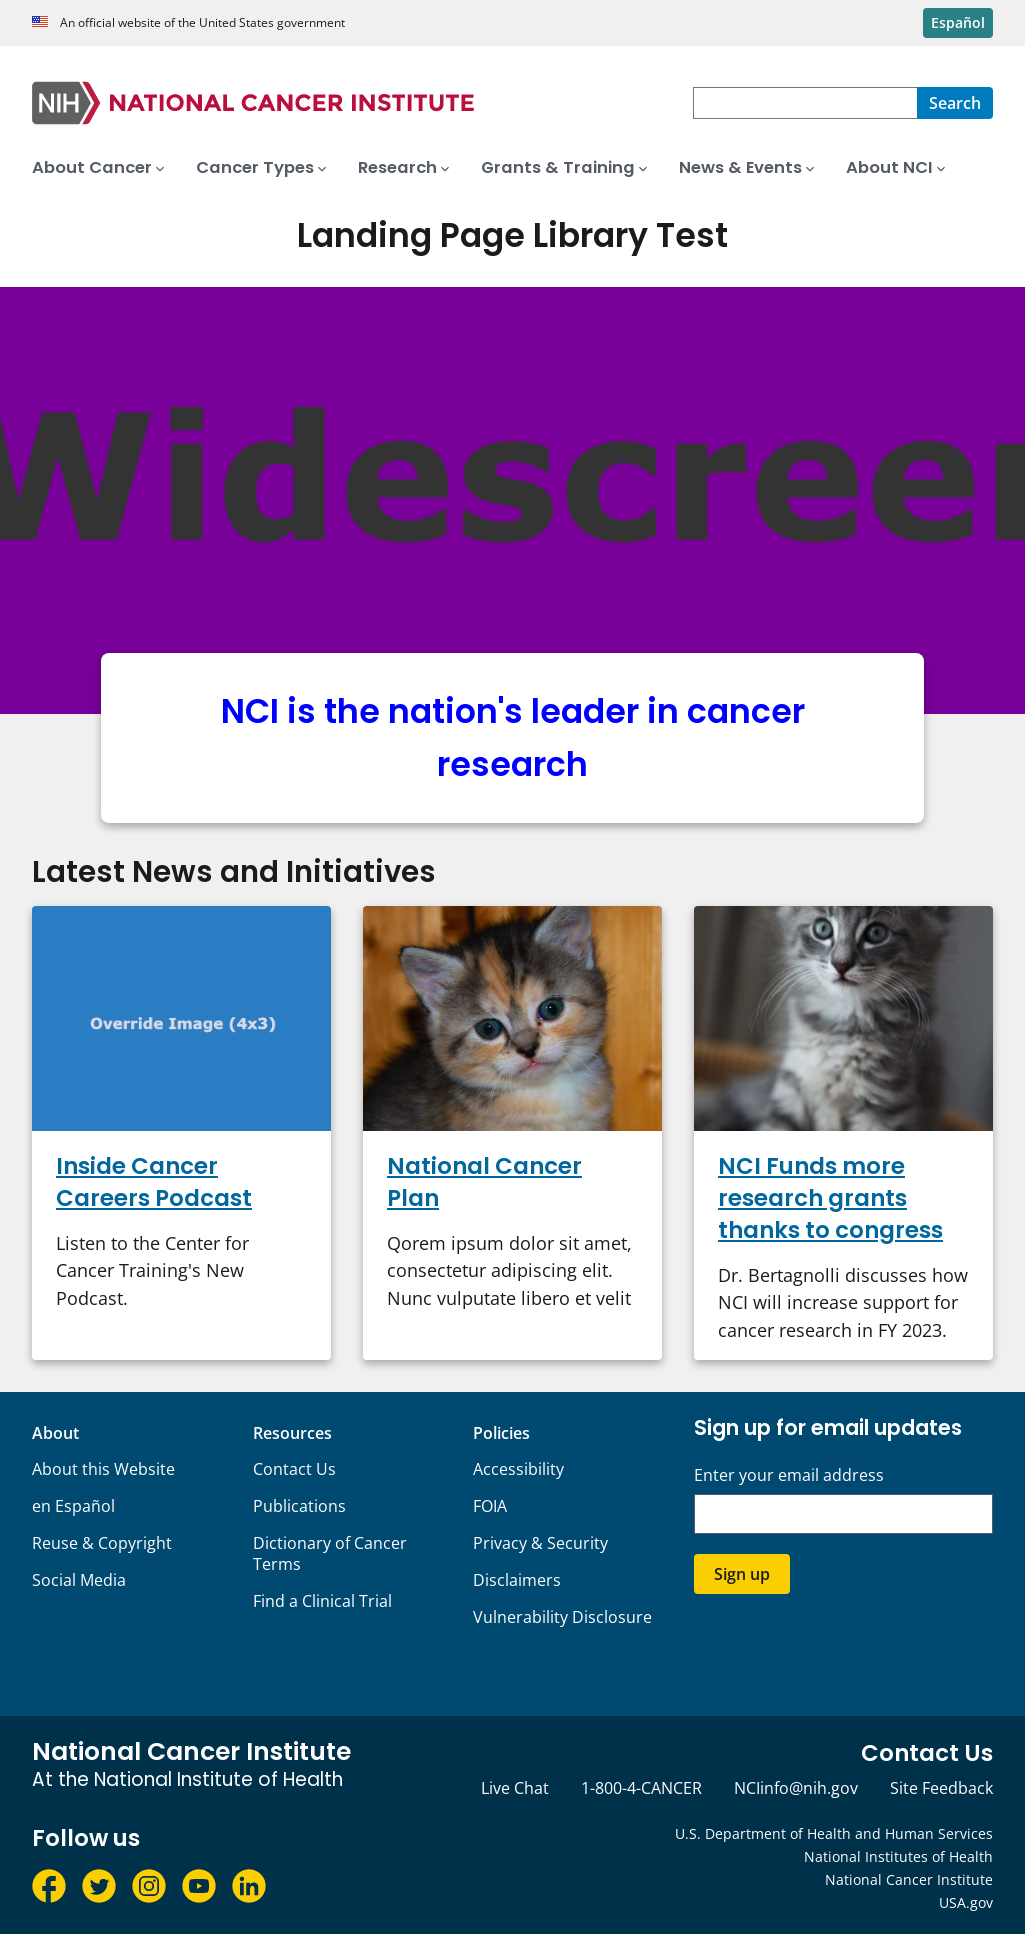 An official website of the United States government
Español
NIH NATIONAL CANCER INSTITUTE
Search
About Cancer Cancer Types Research Grants & Training News & Events About NCI
Landing Page Library Test
Widescreen
NCI is the nation's leader in cancer
research
Latest News and Initiatives
Override Image (4x3)
Inside Cancer
Careers Podcast
Listen to the Center for
Cancer Training's New
Podcast.
National Cancer
Plan
Qorem ipsum dolor sit amet,
consectetur adipiscing elit.
Nunc vulputate libero et velit
NCI Funds more
research grants
thanks to congress
Dr. Bertagnolli discusses how
NCI will increase support for
cancer research in FY 2023.
About
About this Website
en Español
Reuse & Copyright
Social Media
Resources
Contact Us
Publications
Dictionary of Cancer
Terms
Find a Clinical Trial
Policies
Accessibility
FOIA
Privacy & Security
Disclaimers
Vulnerability Disclosure
Sign up for email updates
Enter your email address
Sign up
National Cancer Institute
At the National Institute of Health
Contact Us
Live Chat 1-800-4-CANCER NCIinfo@nih.gov Site Feedback
Follow us
U.S. Department of Health and Human Services
National Institutes of Health
National Cancer Institute
USA.gov